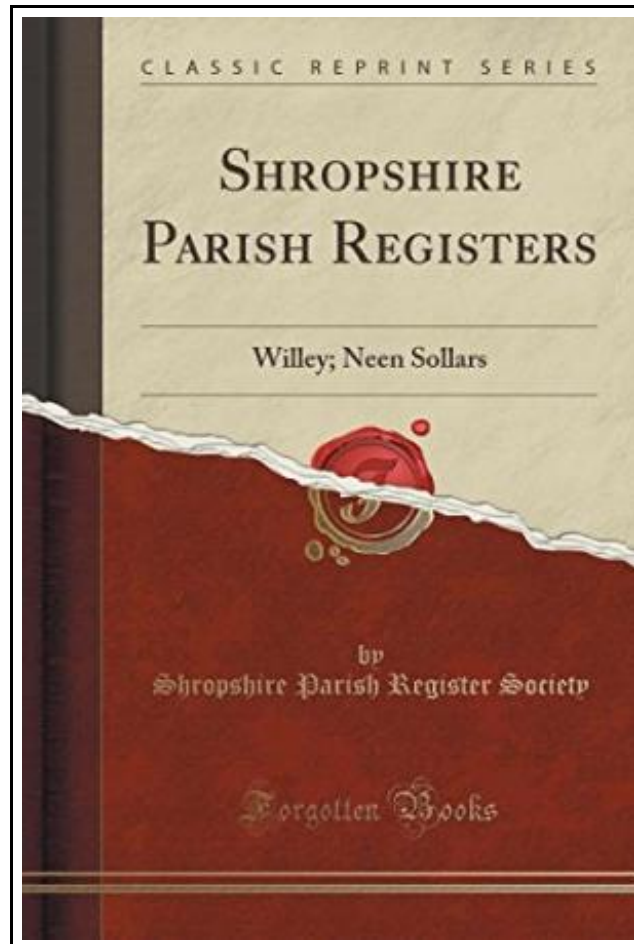 CLASSIC REPRINT SERIES
SHROPSHIRE
PARISH REGISTERS
Willey; Neen Sollars
by
Shropshire Parish Register Society
Forgotten Books